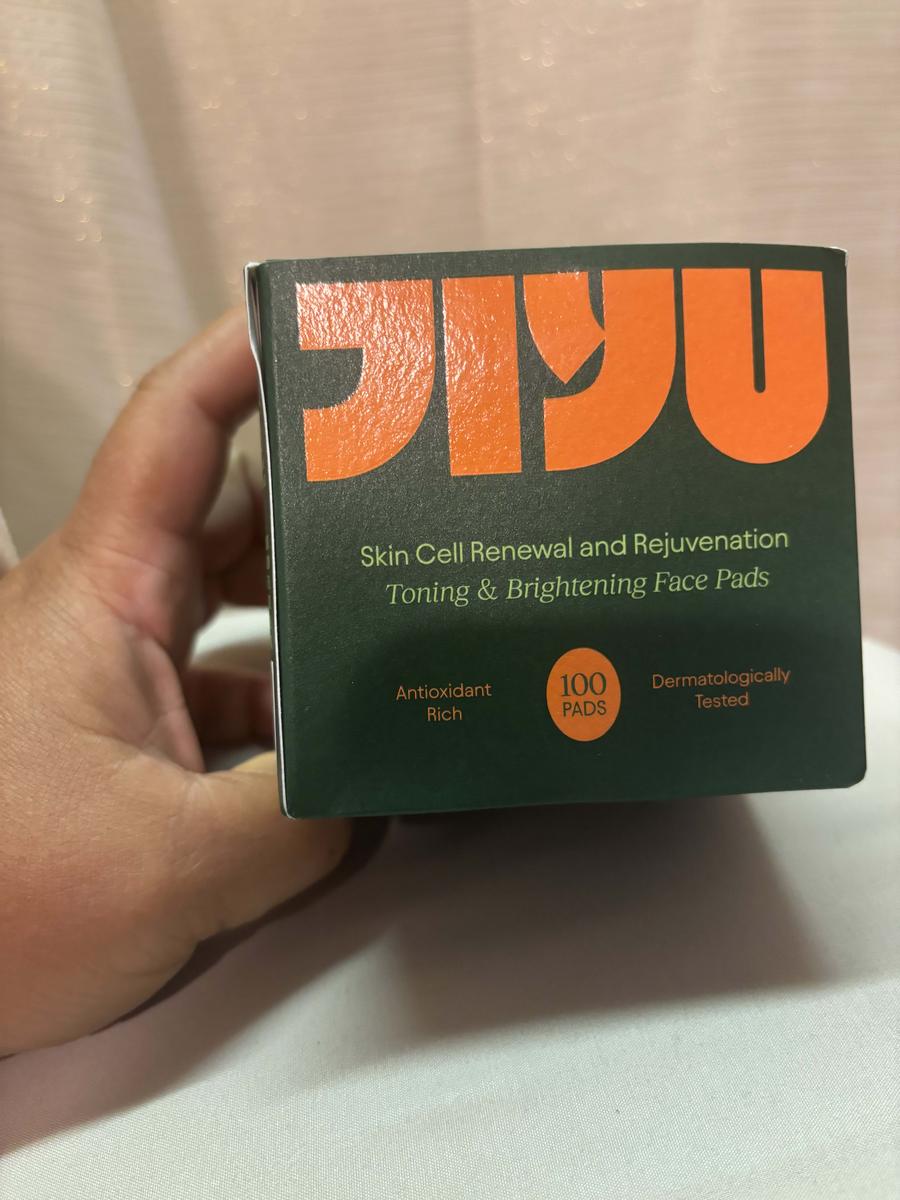 JIYU
Skin Cell Renewal and Rejuvenation
Toning & Brightening Face Pads
Antioxidant
Rich
100
PADS
Dermatologically
Tested